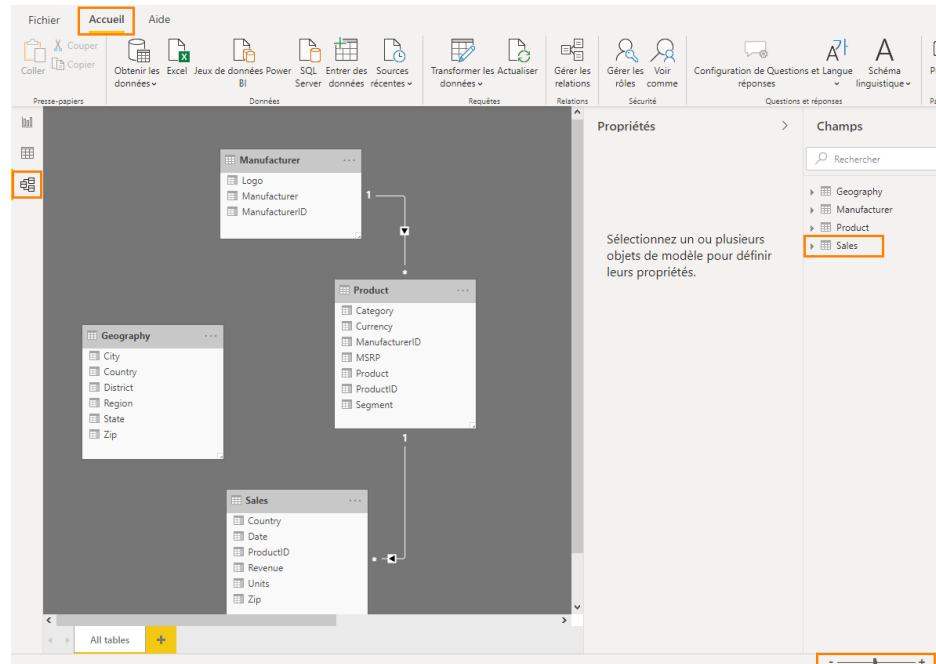 Fichier Accueil Aide
Coller
Couper
Copier
Presse-papiers
Obtenir les données
Excel
Jeux de données Power BI
SQL Server
Entrer des données
Sources récentes
Données
Transformer les données
Actualiser
Requêtes
Gérer les relations
Relations
Gérer les rôles
Voir comme
Sécurité
Configuration de Questions et réponses
Langue
Schéma linguistique
Questions et réponses
Manufacturer
Logo
Manufacturer
ManufacturerID
1
*
Product
Category
Currency
ManufacturerID
MSRP
Product
ProductID
Segment
1
Geography
City
Country
District
Region
State
Zip
Sales
Country
Date
ProductID
Revenue
Units
Zip
*
All tables +
Propriétés
Sélectionnez un ou plusieurs
objets de modèle pour définir
leurs propriétés.
Champs
Rechercher
Geography
Manufacturer
Product
Sales
- +